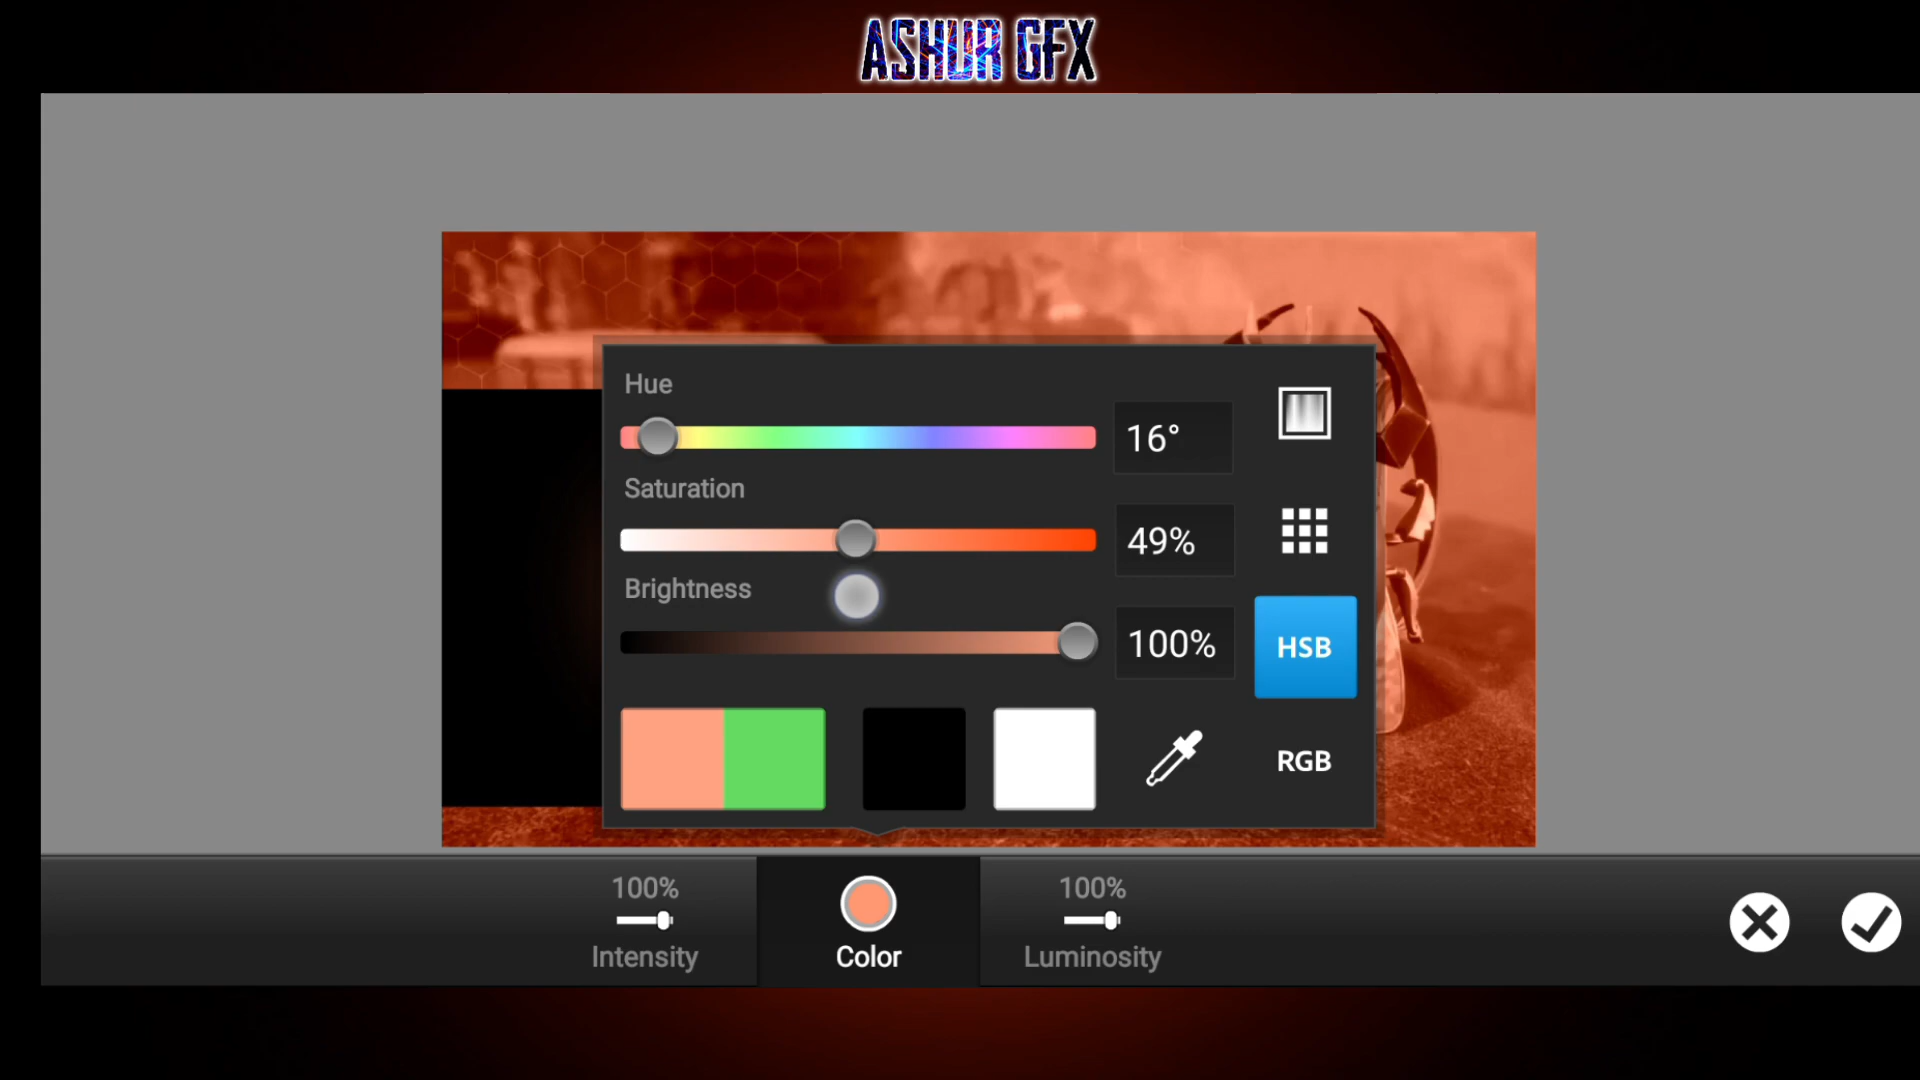 ASHUR GFX
Hue
16°
Saturation
49%
Brightness
100%
HSB
RGB
100%
Intensity
Color
100%
Luminosity